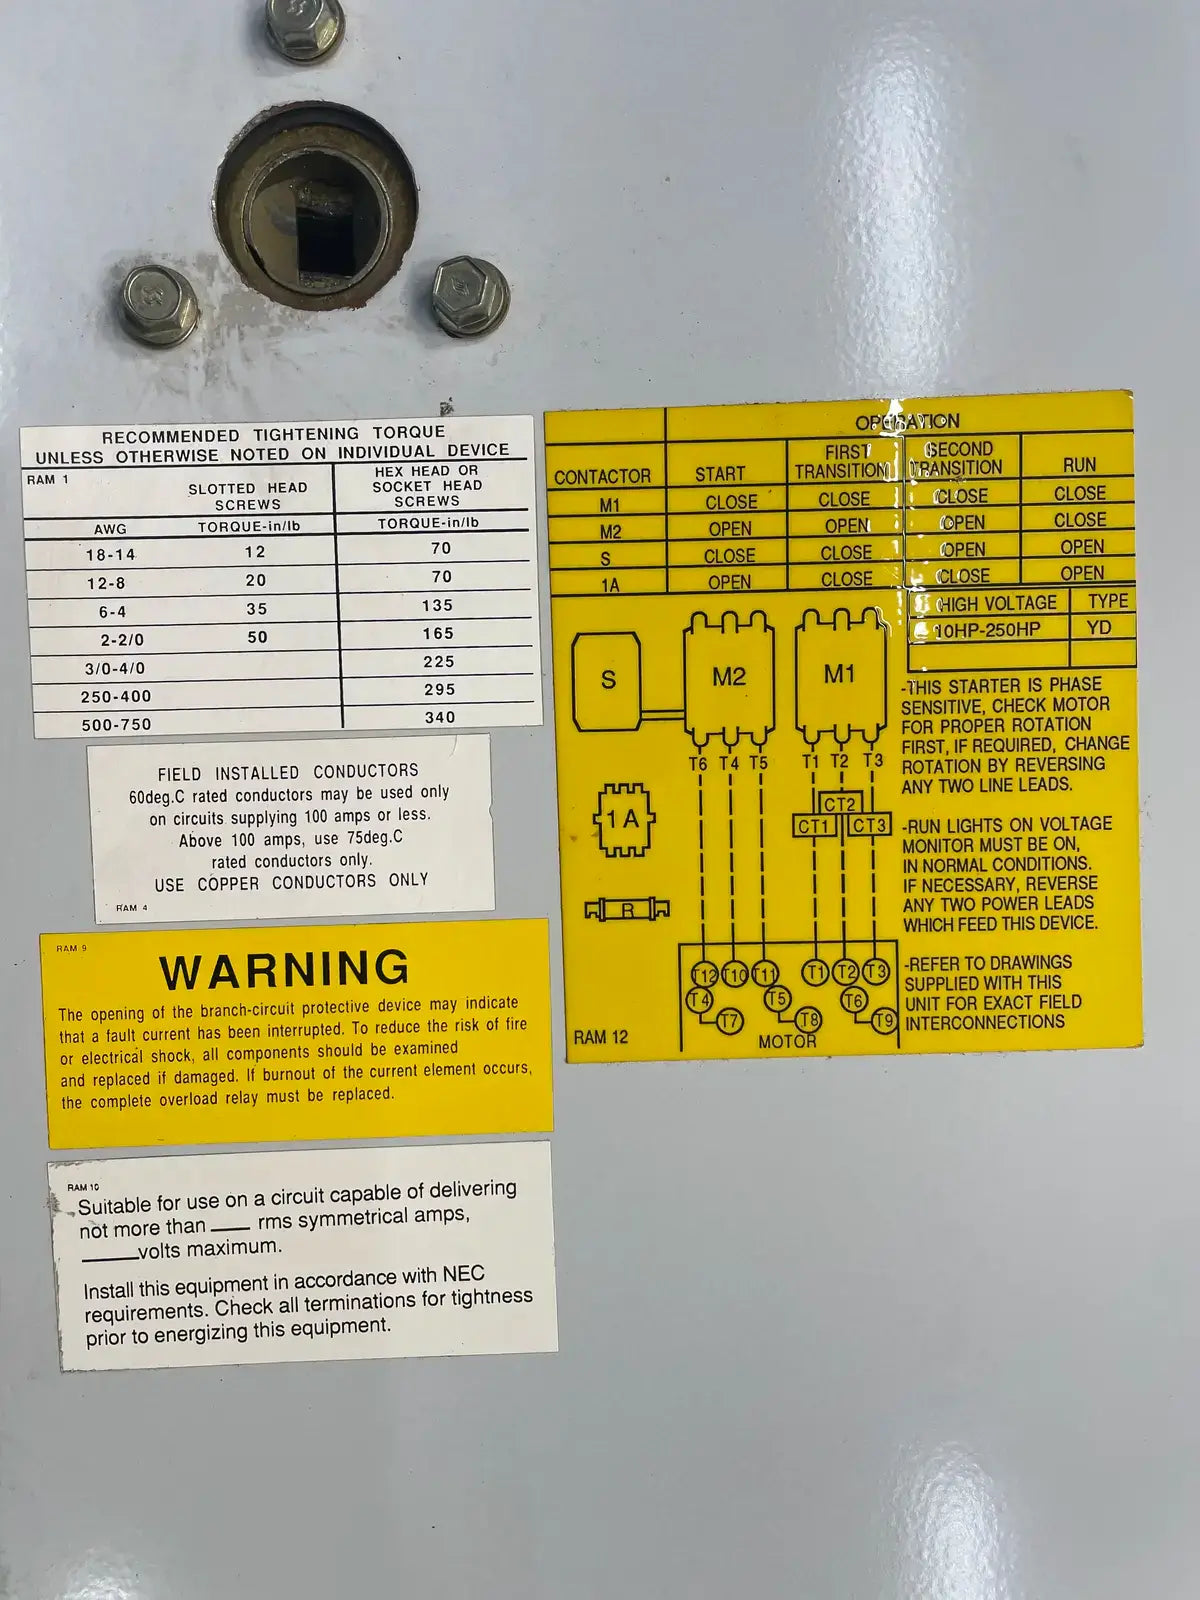 RECOMMENDED TIGHTENING TORQUE
UNLESS OTHERWISE NOTED ON INDIVIDUAL DEVICE
RAM 1
SLOTTED HEAD
SCREWS
HEX HEAD OR
SOCKET HEAD
SCREWS
AWG TORQUE-in/lb TORQUE-in/lb
18-14 12 70
12-8 20 70
6-4 35 135
2-2/0 50 165
3/0-4/0 225
250-400 295
500-750 340
FIELD INSTALLED CONDUCTORS
60deg.C rated conductors may be used only
on circuits supplying 100 amps or less.
Above 100 amps, use 75deg.C
rated conductors only.
USE COPPER CONDUCTORS ONLY
RAM 4
RAM 9
WARNING
The opening of the branch-circuit protective device may indicate
that a fault current has been interrupted. To reduce the risk of fire
or electrical shock, all components should be examined
and replaced if damaged. If burnout of the current element occurs,
the complete overload relay must be replaced.
RAM 10
Suitable for use on a circuit capable of delivering
not more than ____ rms symmetrical amps,
_____volts maximum.
Install this equipment in accordance with NEC
requirements. Check all terminations for tightness
prior to energizing this equipment.
OPERATION
CONTACTOR START FIRST TRANSITION SECOND TRANSITION RUN
M1 CLOSE CLOSE CLOSE CLOSE
M2 OPEN OPEN OPEN CLOSE
S CLOSE CLOSE OPEN OPEN
1A OPEN CLOSE CLOSE OPEN
HIGH VOLTAGE TYPE
10HP-250HP YD
S M2 M1
T6 T4 T5 T1 T2 T3
1A
CT2
CT1 CT3
R
T12 T10 T11 T1 T2 T3
T4 T5 T6
T7 T8 T9
MOTOR
RAM 12
-THIS STARTER IS PHASE
SENSITIVE, CHECK MOTOR
FOR PROPER ROTATION
FIRST, IF REQUIRED, CHANGE
ROTATION BY REVERSING
ANY TWO LINE LEADS.
-RUN LIGHTS ON VOLTAGE
MONITOR MUST BE ON,
IN NORMAL CONDITIONS.
IF NECESSARY, REVERSE
ANY TWO POWER LEADS
WHICH FEED THIS DEVICE.
-REFER TO DRAWINGS
SUPPLIED WITH THIS
UNIT FOR EXACT FIELD
INTERCONNECTIONS